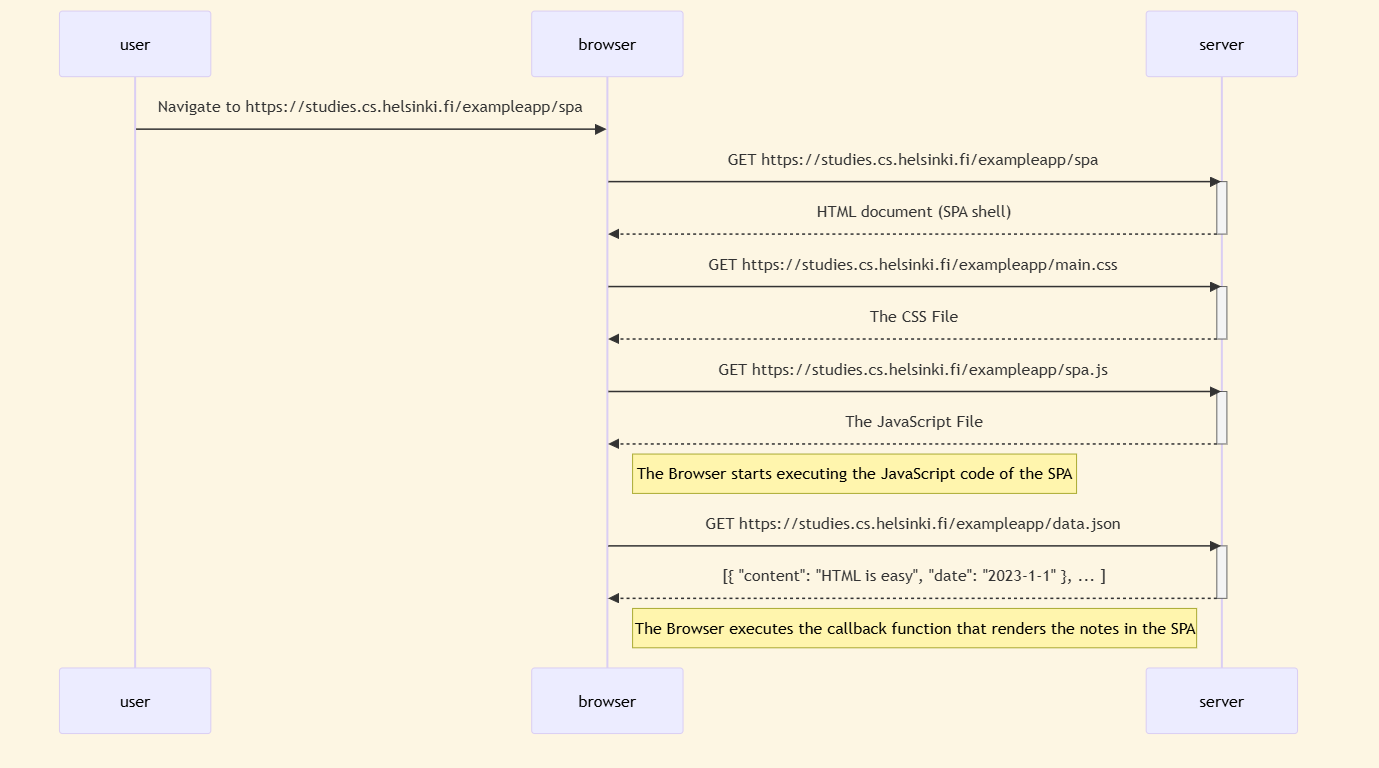 user
browser
server
Navigate to https://studies.cs.helsinki.fi/exampleapp/spa
GET https://studies.cs.helsinki.fi/exampleapp/spa
HTML document (SPA shell)
GET https://studies.cs.helsinki.fi/exampleapp/main.css
The CSS File
GET https://studies.cs.helsinki.fi/exampleapp/spa.js
The JavaScript File
The Browser starts executing the JavaScript code of the SPA
GET https://studies.cs.helsinki.fi/exampleapp/data.json
[{ "content": "HTML is easy", "date": "2023-1-1" }, ... ]
The Browser executes the callback function that renders the notes in the SPA
user
browser
server